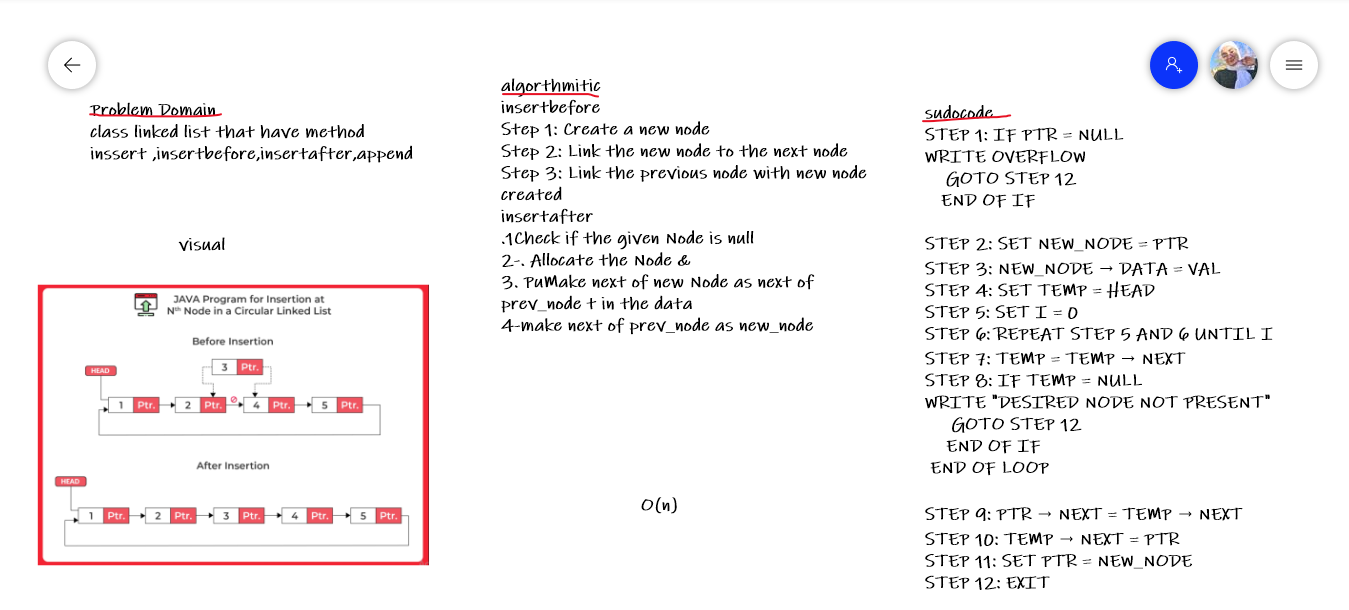 Problem Domain
class linked list that have method
inssert ,insertbefore,insertafter,append
visual
JAVA Program for Insertion at
Nth Node in a Circular Linked List
Before Insertion
3 Ptr.
HEAD
1 Ptr. 2 Ptr. 4 Ptr. 5 Ptr.
After Insertion
HEAD
1 Ptr. 2 Ptr. 3 Ptr. 4 Ptr. 5 Ptr.
algorthmitic
insertbefore
Step 1: Create a new node
Step 2: Link the new node to the next node
Step 3: Link the previous node with new node
created
insertafter
.1Check if the given Node is null
2-. Allocate the Node &
3. PuMake next of new Node as next of
prev_node t in the data
4-make next of prev_node as new_node
O(n)
sudocode
STEP 1: IF PTR = NULL
WRITE OVERFLOW
GOTO STEP 12
END OF IF
STEP 2: SET NEW_NODE = PTR
STEP 3: NEW_NODE → DATA = VAL
STEP 4: SET TEMP = HEAD
STEP 5: SET I = 0
STEP 6: REPEAT STEP 5 AND 6 UNTIL I
STEP 7: TEMP = TEMP → NEXT
STEP 8: IF TEMP = NULL
WRITE "DESIRED NODE NOT PRESENT"
GOTO STEP 12
END OF IF
END OF LOOP
STEP 9: PTR → NEXT = TEMP → NEXT
STEP 10: TEMP → NEXT = PTR
STEP 11: SET PTR = NEW_NODE
STEP 12: EXIT